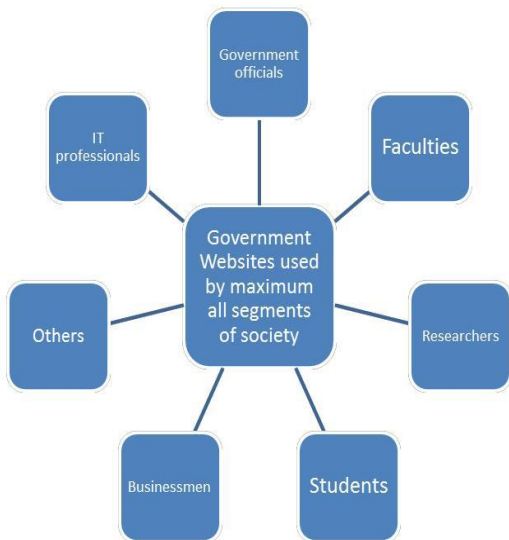 Government
officials
IT
professionals
Faculties
Government
Websites used
by maximum
all segments
of society
Others
Researchers
Businessmen
Students